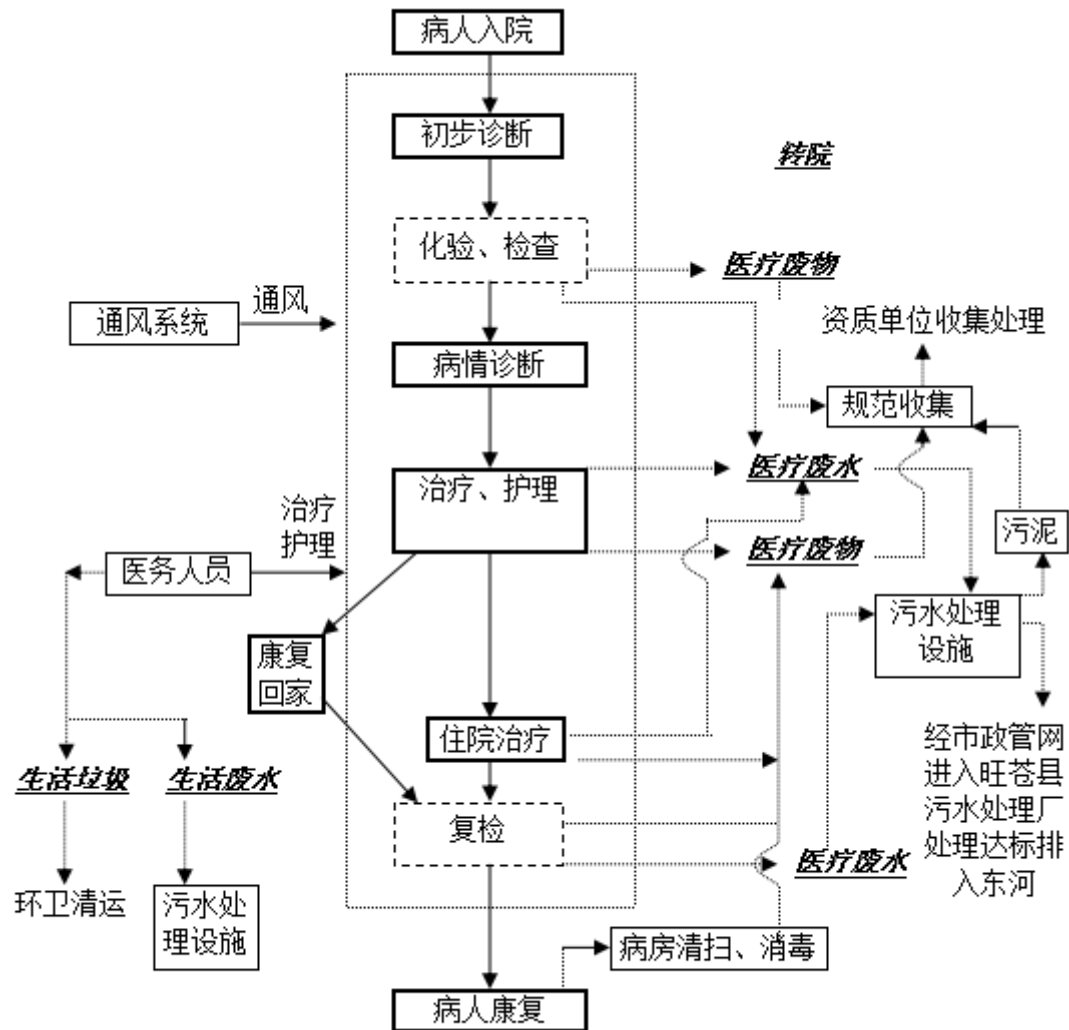 病人入院
初步诊断
转院
化验、检查
医疗废物
通风系统
通风
资质单位收集处理
病情诊断
规范收集
治疗、护理
医疗废水
治疗
护理
污泥
医疗废物
医务人员
污水处理
设施
康复
回家
住院治疗
经市政管网
进入旺苍县
污水处理厂
处理达标排
入东河
生活垃圾
生活废水
复检
医疗废水
环卫清运
污水处
理设施
病房清扫、消毒
病人康复